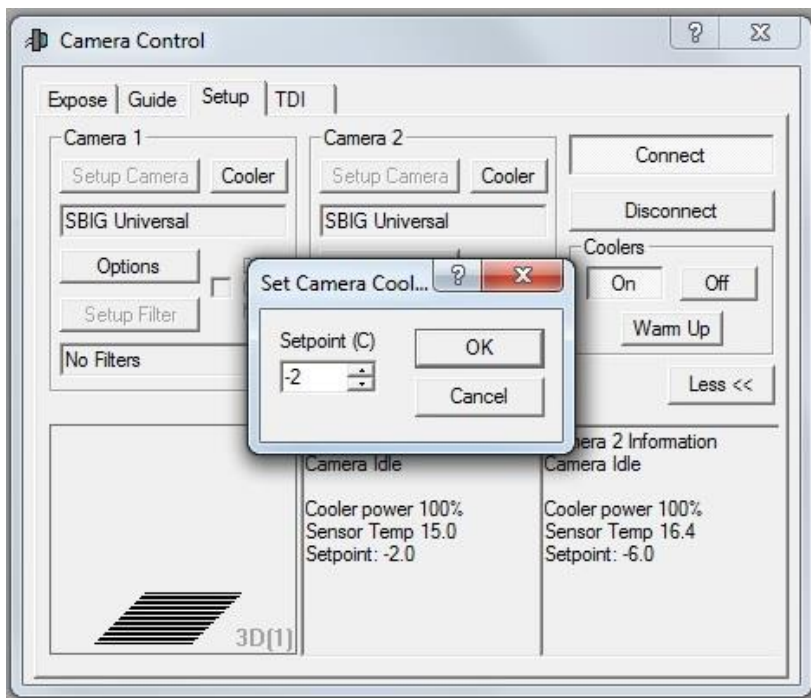 Camera Control
Expose Guide Setup TDI
Camera 1
Setup Camera Cooler
SBIG Universal
Options
Setup Filter
No Filters
Camera 2
Setup Camera Cooler
SBIG Universal
Connect
Disconnect
Coolers
On Off
Warm Up
Less <<
Set Camera Cool...
Setpoint (C)
-2
OK
Cancel
3D(1)
Camera Idle
Cooler power 100%
Sensor Temp 15.0
Setpoint: -2.0
2 Information
Camera Idle
Cooler power 100%
Sensor Temp 16.4
Setpoint: -6.0